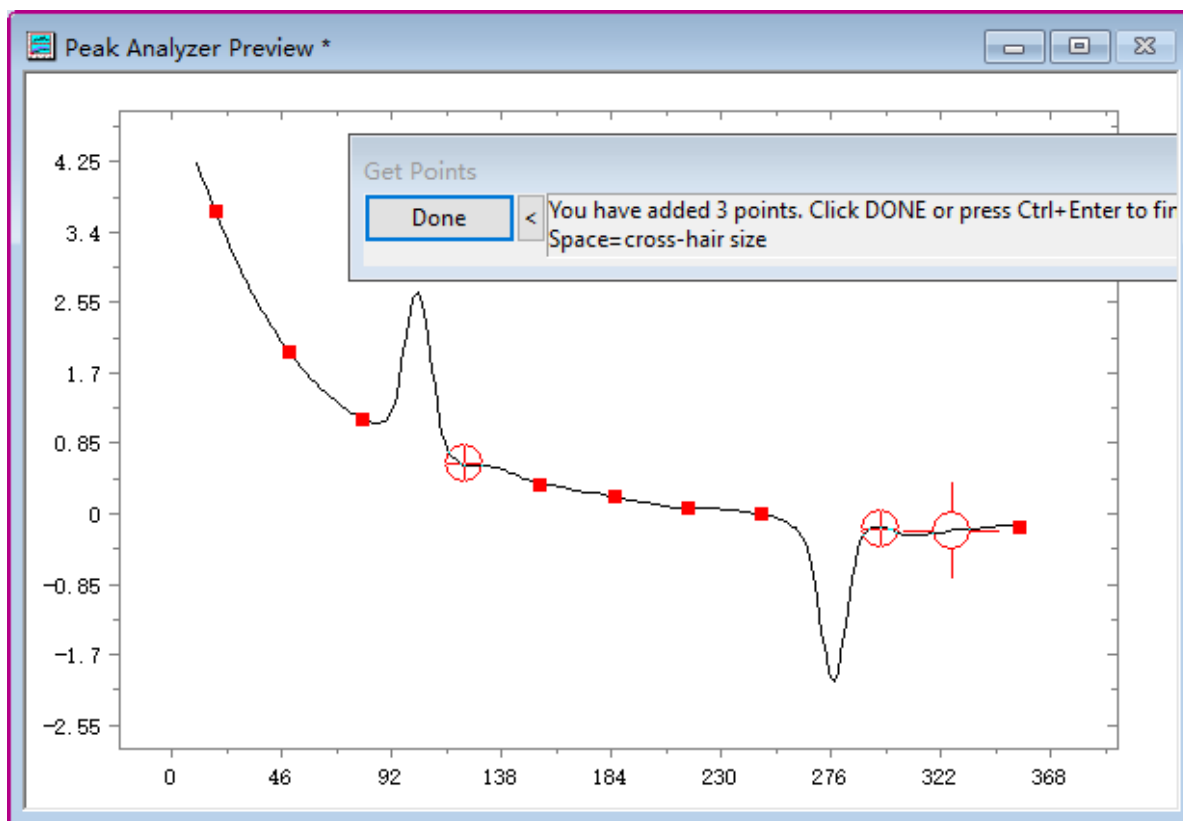 Peak Analyzer Preview *
Get Points
Done
<
You have added 3 points. Click DONE or press Ctrl+Enter to fin
Space=cross-hair size
4.25
3.4
2.55
1.7
0.85
0
-0.85
-1.7
-2.55
0 46 92 138 184 230 276 322 368